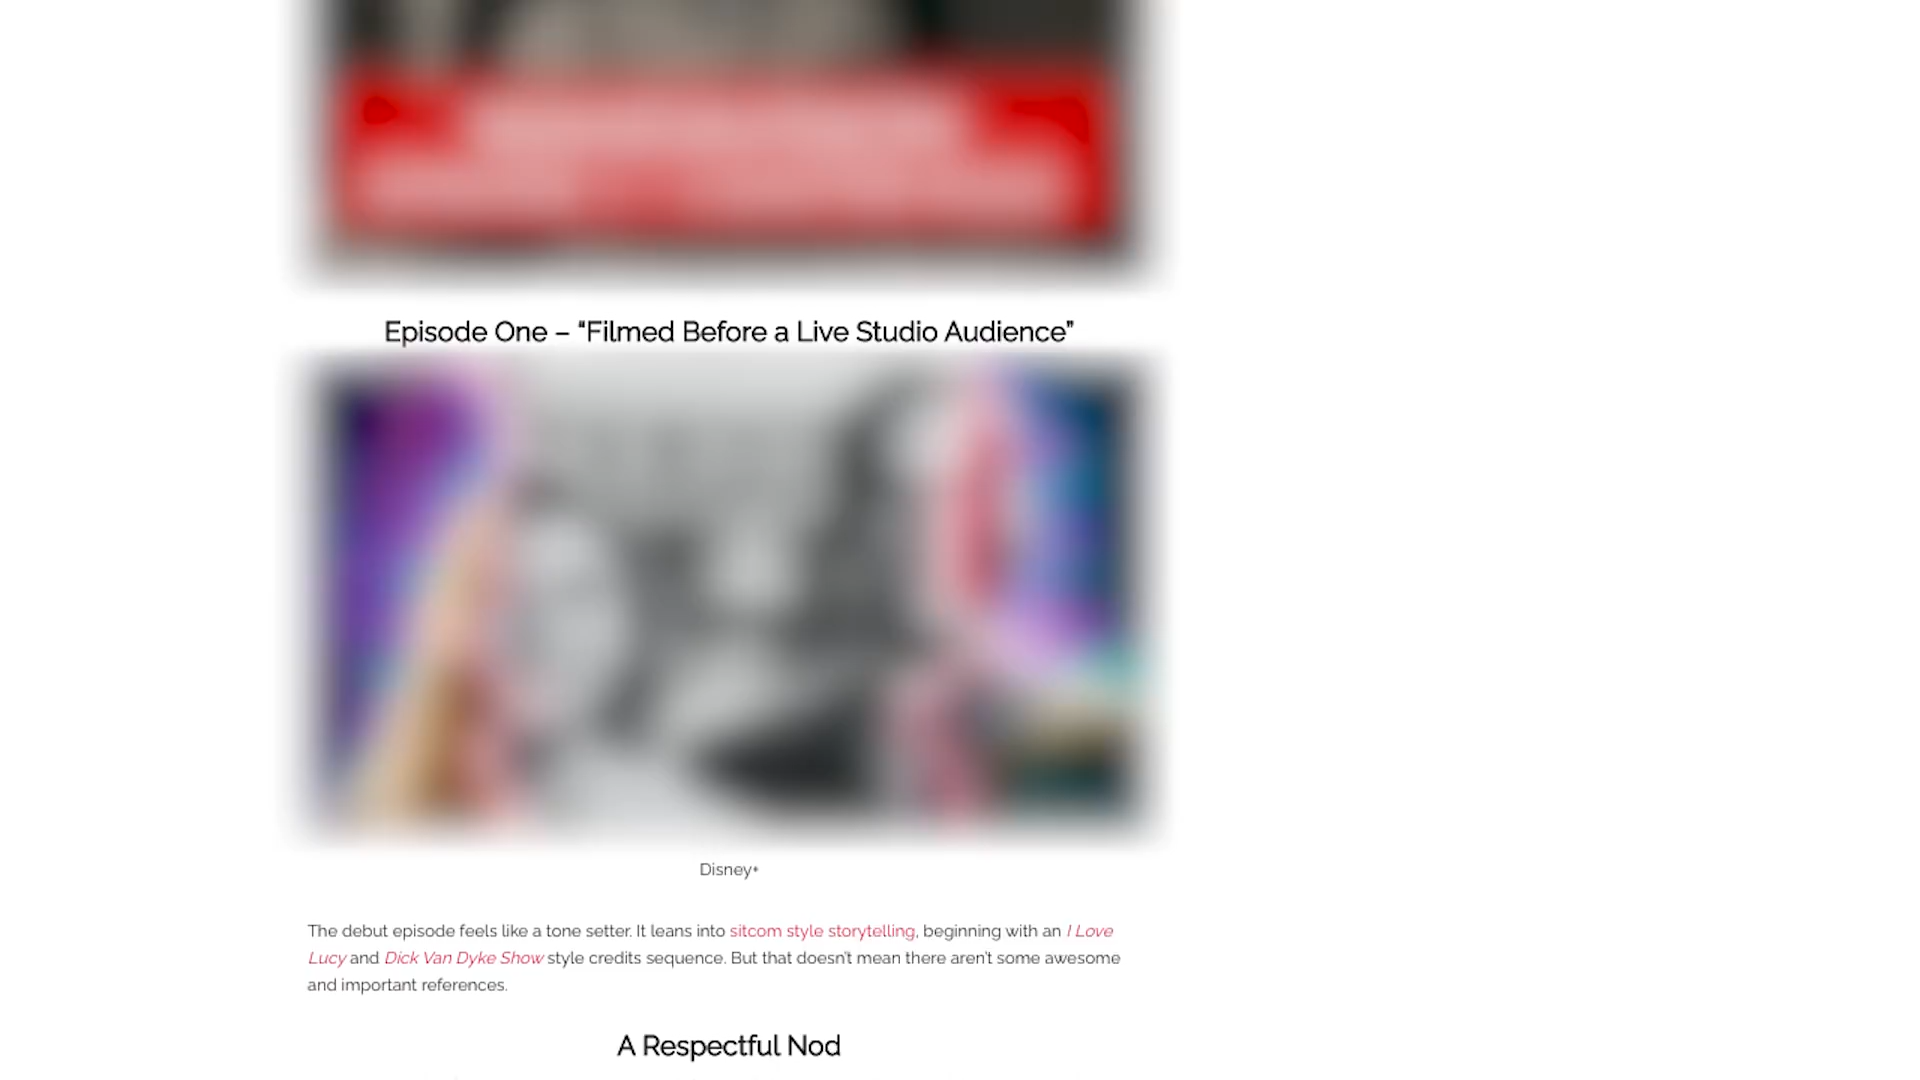 Episode One – “Filmed Before a Live Studio Audience”
Disney+
The debut episode feels like a tone setter. It leans into sitcom style storytelling, beginning with an I Love
Lucy and Dick Van Dyke Show style credits sequence. But that doesn't mean there aren't some awesome
and important references.
A Respectful Nod